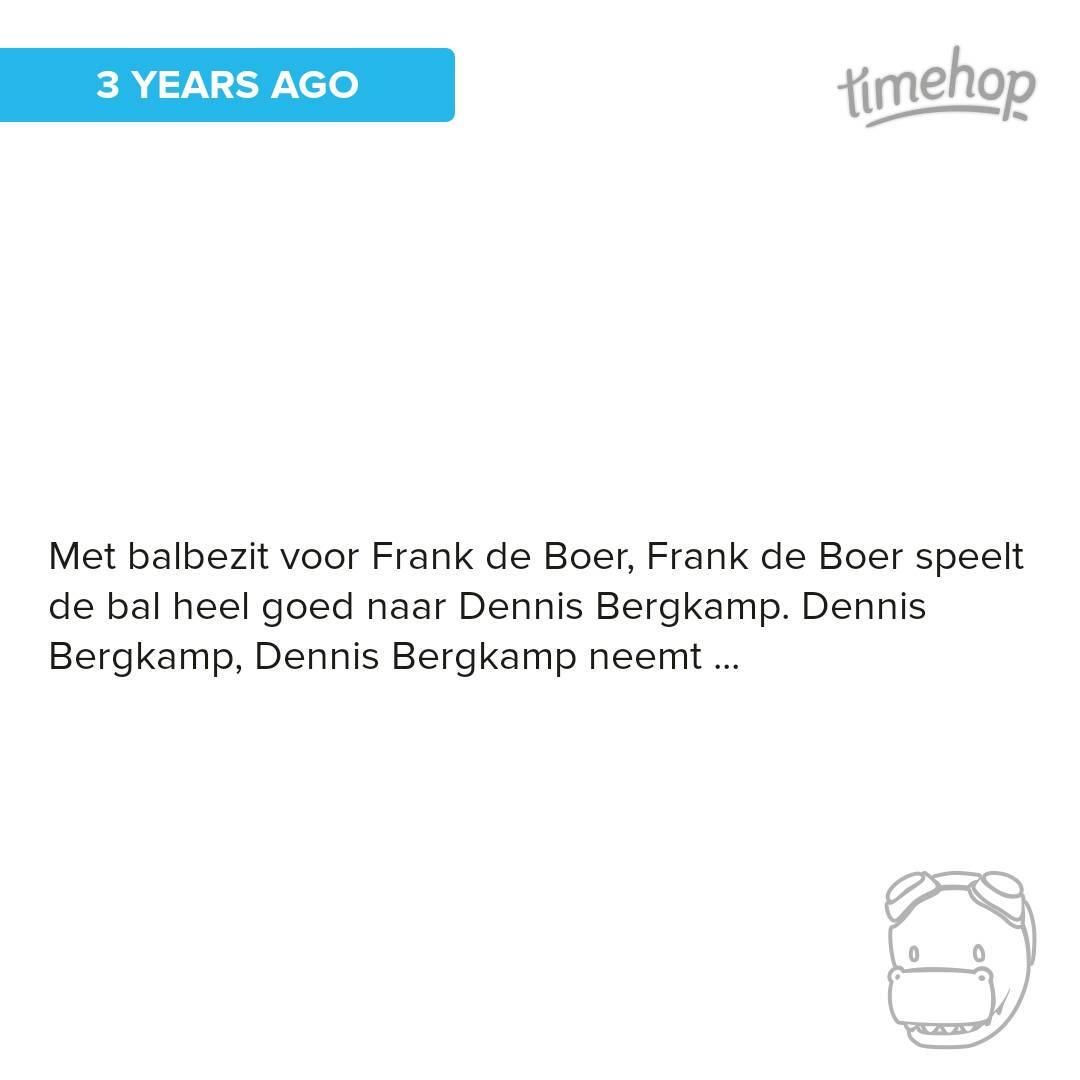 3 YEARS AGO
timehop
Met balbezit voor Frank de Boer, Frank de Boer speelt
de bal heel goed naar Dennis Bergkamp. Dennis
Bergkamp, Dennis Bergkamp neemt ...